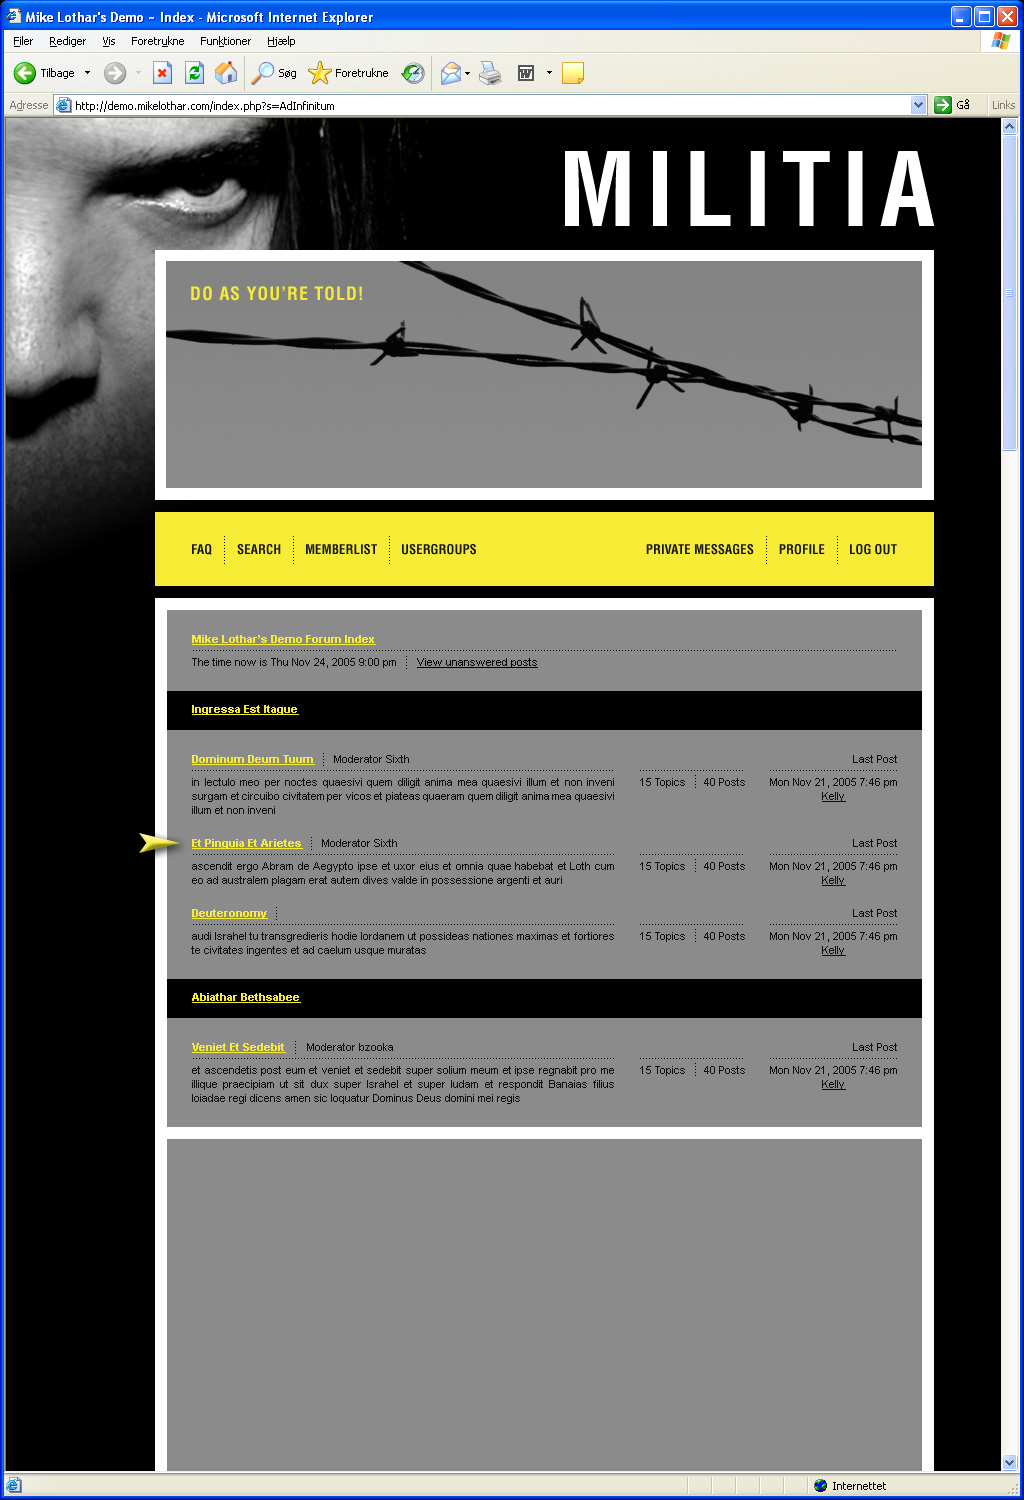 Mike Lothar's Demo ~ Index - Microsoft Internet Explorer
Filer Rediger Vis Foretrukne Funktioner Hjælp
Tilbage Søg Foretrukne
Adresse http://demo.mikelothar.com/index.php?s=AdInfinitum Gå Links
MILITIA
DO AS YOU'RE TOLD!
FAQ SEARCH MEMBERLIST USERGROUPS PRIVATE MESSAGES PROFILE LOG OUT
Mike Lothar's Demo Forum Index
The time now is Thu Nov 24, 2005 9:00 pm View unanswered posts
Ingressa Est Itaque
Dominum Deum Tuum Moderator Sixth Last Post
in lectulo meo per noctes quaesivi quem diligit anima mea quaesivi illum et non inveni 15 Topics 40 Posts Mon Nov 21, 2005 7:46 pm
surgam et circuibo civitatem per vicos et piateas quaeram quem diligit anima mea quaesivi Kelly
illum et non inveni
Et Pinguia Et Arietes Moderator Sixth Last Post
ascendit ergo Abram de Aegypto ipse et uxor eius et omnia quae habebat et Loth cum 15 Topics 40 Posts Mon Nov 21, 2005 7:46 pm
eo ad australem plagam erat autem dives valde in possessione argenti et auri Kelly
Deuteronomy Last Post
audi Israhel tu transgredieris hodie Iordanem ut possideas nationes maximas et fortiores 15 Topics 40 Posts Mon Nov 21, 2005 7:46 pm
te civitates ingentes et ad caelum usque muratas Kelly
Abiathar Bethsabee
Veniet Et Sedebit Moderator bzooka Last Post
et ascendetis post eum et veniet et sedebit super solium meum et ipse regnabit pro me 15 Topics 40 Posts Mon Nov 21, 2005 7:46 pm
illique praecipiam ut sit dux super Israhel et super Iudam et respondit Banaias filius Kelly
Ioiadae regi dicens amen sic loquatur Dominus Deus domini mei regis
Internettet